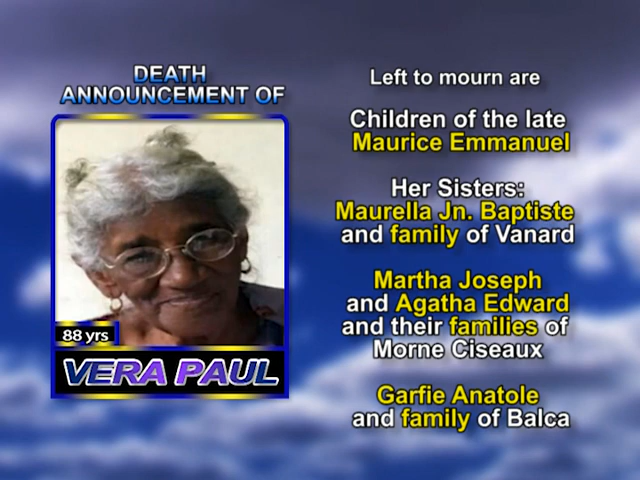 DEATH
ANNOUNCEMENT OF
88 yrs
VERA PAUL
Left to mourn are
Children of the late
Maurice Emmanuel
Her Sisters:
Maurella Jn. Baptiste
and family of Vanard
Martha Joseph
and Agatha Edward
and their families of
Morne Ciseaux
Garfie Anatole
and family of Balca